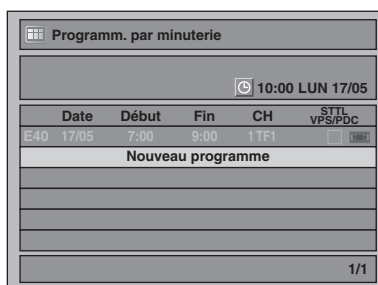 Programm. par minuterie
10:00 LUN 17/05
Date Début Fin CH STTL VPS/PDC
E40 17/05 7:00 9:00 1 TF1
Nouveau programme
1/1